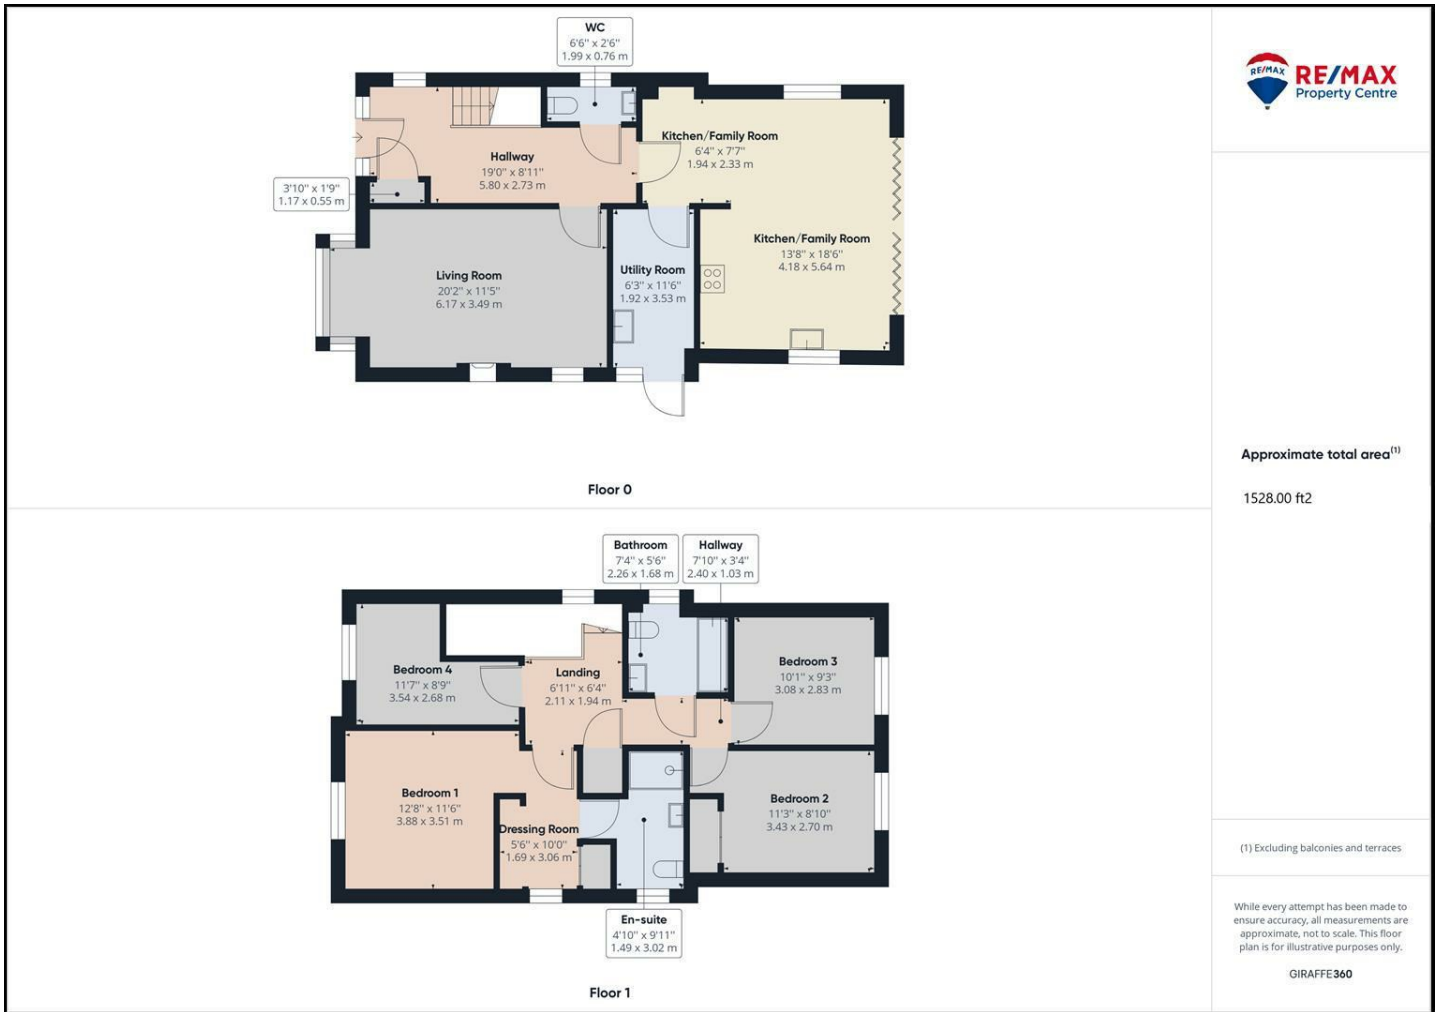 WC
6'6" x 2'6"
1.99 x 0.76 m
Kitchen/Family Room
6'4" x 7'7"
1.94 x 2.33 m
Hallway
19'0" x 8'11"
5.80 x 2.73 m
3'10" x 1'9"
1.17 x 0.55 m
Kitchen/Family Room
13'8" x 18'6"
4.18 x 5.64 m
Living Room
20'2" x 11'5"
6.17 x 3.49 m
Utility Room
6'3" x 11'6"
1.92 x 3.53 m
Floor 0
Bathroom
7'4" x 5'6"
2.26 x 1.68 m
Hallway
7'10" x 3'4"
2.40 x 1.03 m
Bedroom 4
11'7" x 8'9"
3.54 x 2.68 m
Landing
6'11" x 6'4"
2.11 x 1.94 m
Bedroom 3
10'1" x 9'3"
3.08 x 2.83 m
Bedroom 1
12'8" x 11'6"
3.88 x 3.51 m
Dressing Room
5'6" x 10'0"
1.69 x 3.06 m
Bedroom 2
11'3" x 8'10"
3.43 x 2.70 m
En-suite
4'10" x 9'11"
1.49 x 3.02 m
Floor 1
RE/MAX
RE/MAX
Property Centre
Approximate total area(1)
1528.00 ft2
(1) Excluding balconies and terraces
While every attempt has been made to
ensure accuracy, all measurements are
approximate, not to scale. This floor
plan is for illustrative purposes only.
GIRAFFE360